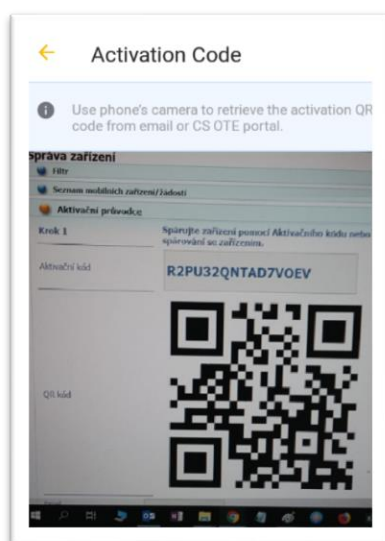 Activation Code
Use phone's camera to retrieve the activation QR
code from email or CS OTE portal.
Správa zařízení
Filtr
Seznam mobilních zařízení/žádostí
Aktivační průvodce
Krok 1
Spárujte zařízení pomocí Aktivačního kódu nebo
spárování se zařízením.
Aktivační kód
R2PU32QNTAD7VOEV
QR kód